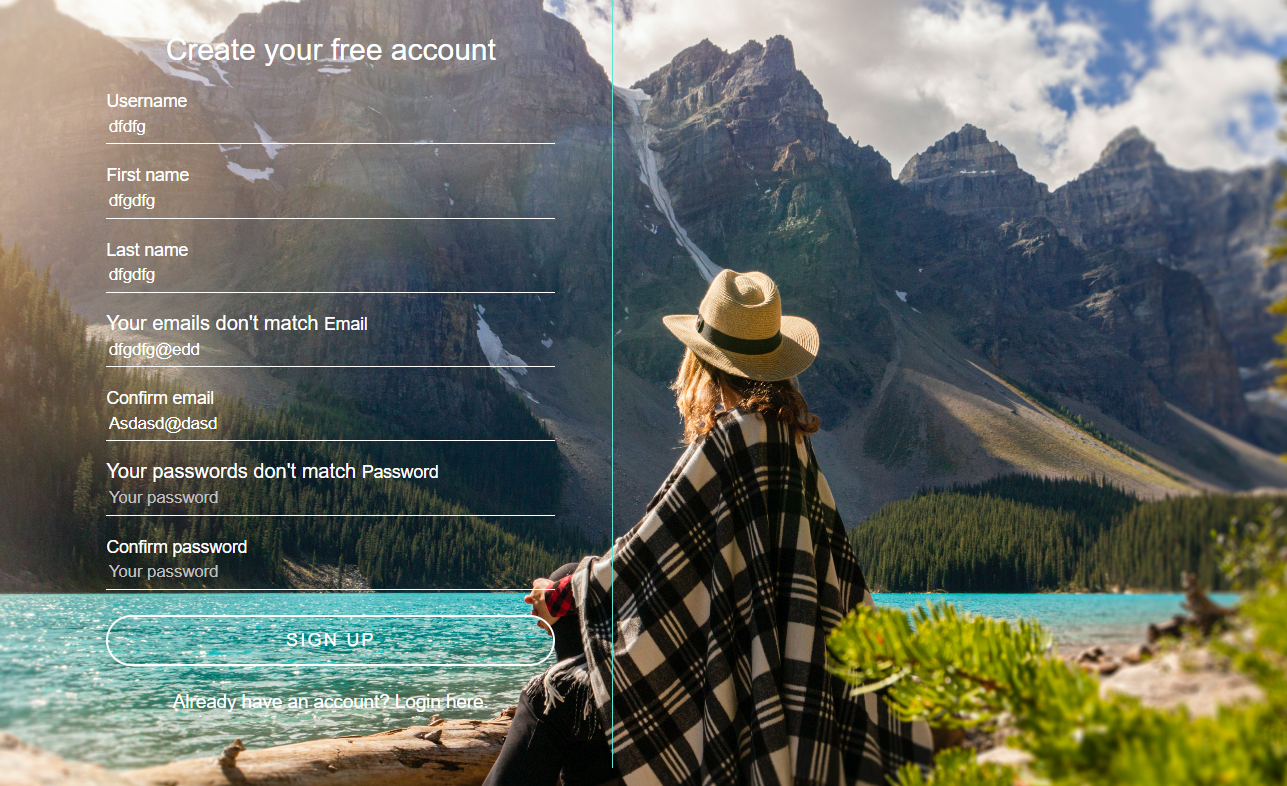 Create your free account
Username
dfdfg
First name
dfgdfg
Last name
dfgdfg
Your emails don't match Email
dfgdfg@edd
Confirm email
Asdasd@dasd
Your passwords don't match Password
Your password
Confirm password
Your password
SIGN UP
Already have an account? Login here.